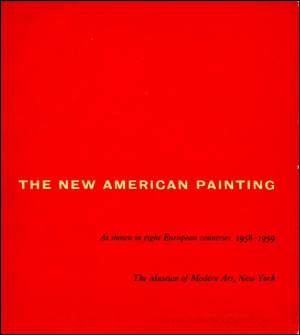 THE NEW AMERICAN PAINTING
As shown in eight European countries 1958-1959
The Museum of Modern Art, New York